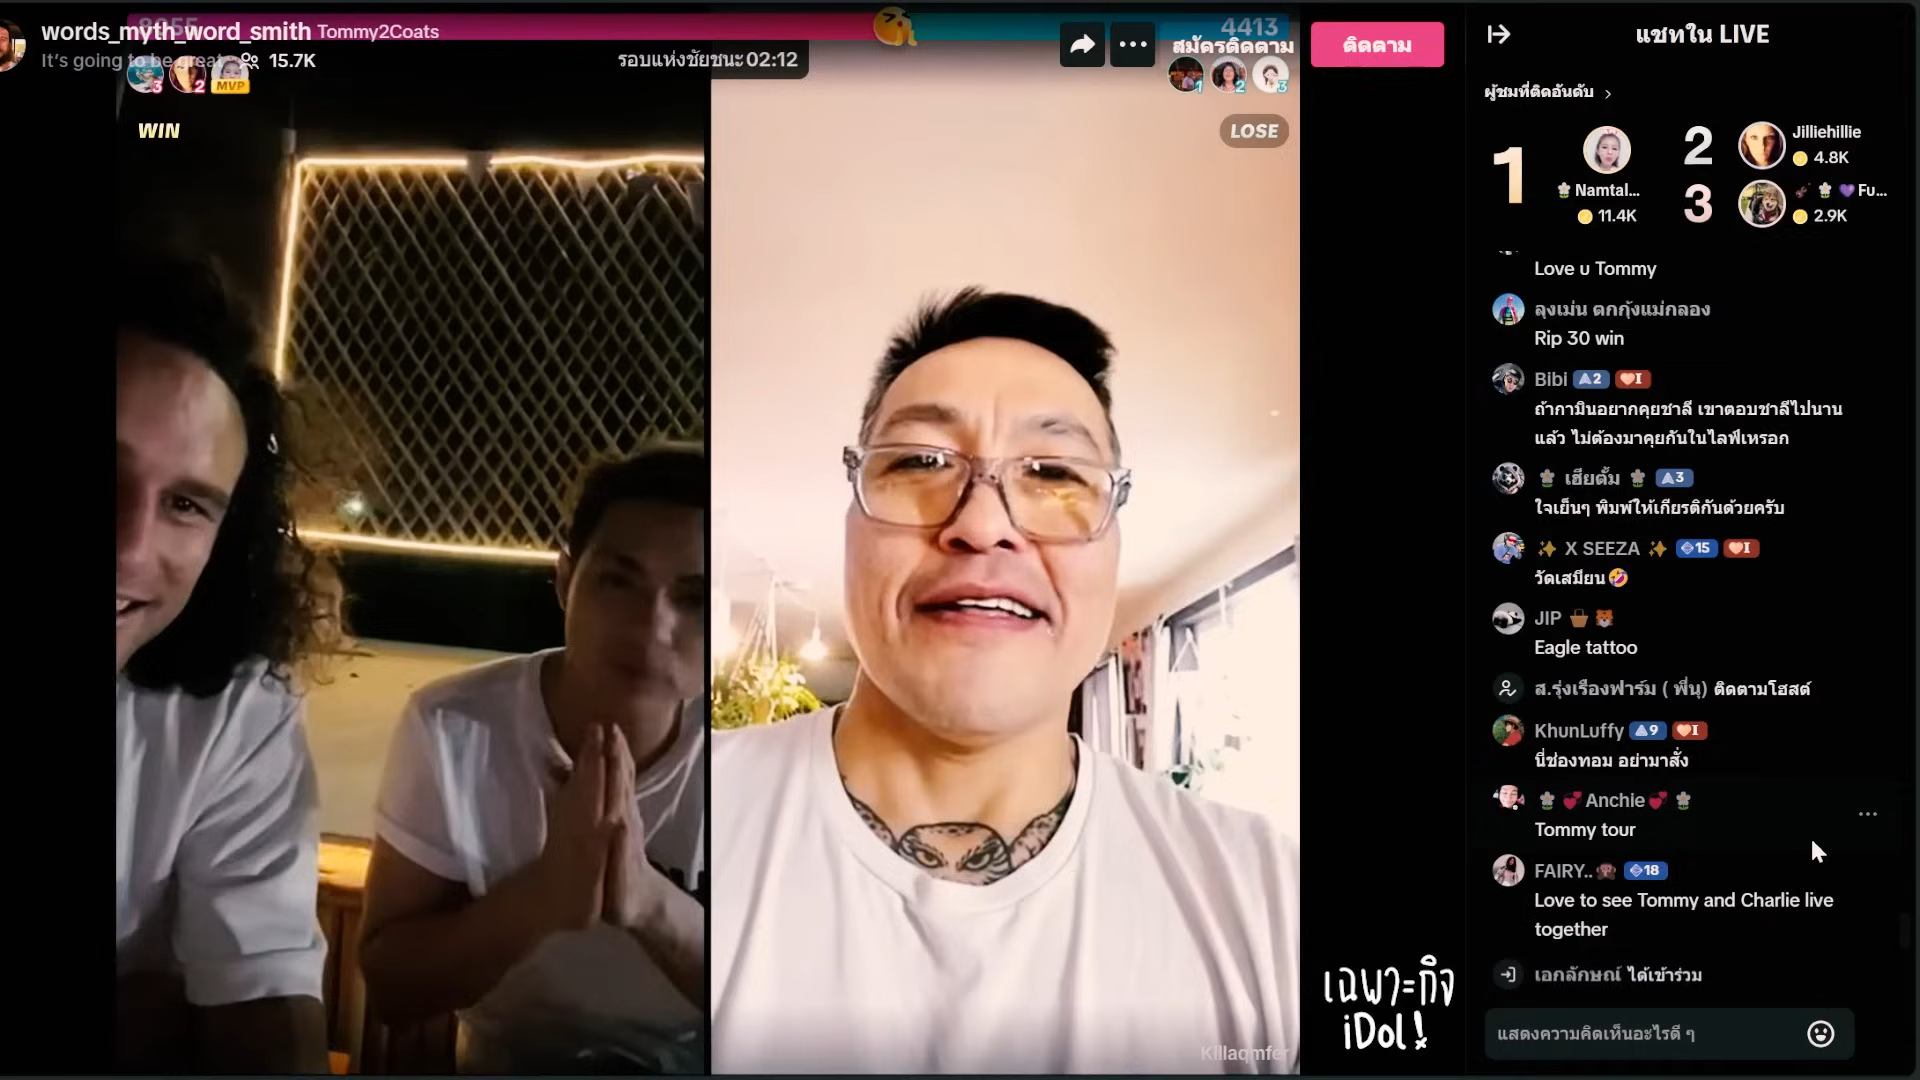 words_myth_word_smith Tommy2Coats
It's going to be great
15.7K
4413
รอบแห่งชัยชนะ 02:12
สมัครติดตาม
ติดตาม
3
2
MVP
1
2
3
WIN
LOSE
เฉพาะกิจ
iDol!
Killaqmfer
แชทใน LIVE
ผู้ชมที่ติดอันดับ >
1
Namtal...
11.4K
2
Jilliehillie
4.8K
3
Fu...
2.9K
Love u Tommy
ลุงเม่น ตกกุ้งแม่กลอง
Rip 30 win
Bibi 2 I
ถ้ากามินอยากคุยชาลี เขาตอบชาลีไปนาน
แล้ว ไม่ต้องมาคุยกันในไลฟ์เหรอก
เฮียตั้ม 3
ใจเย็นๆ พิมพ์ให้เกียรติกันด้วยครับ
X SEEZA 15 I
วัดเสมียน🤣
JIP
Eagle tattoo
ส.รุ่งเรืองฟาร์ม ( พี่นุ) ติดตามโฮสต์
KhunLuffy 9 I
นี่ช่องทอม อย่ามาสั่ง
Anchie
Tommy tour
FAIRY.. 18
Love to see Tommy and Charlie live
together
เอกลักษณ์ ได้เข้าร่วม
แสดงความคิดเห็นอะไรดี ๆ